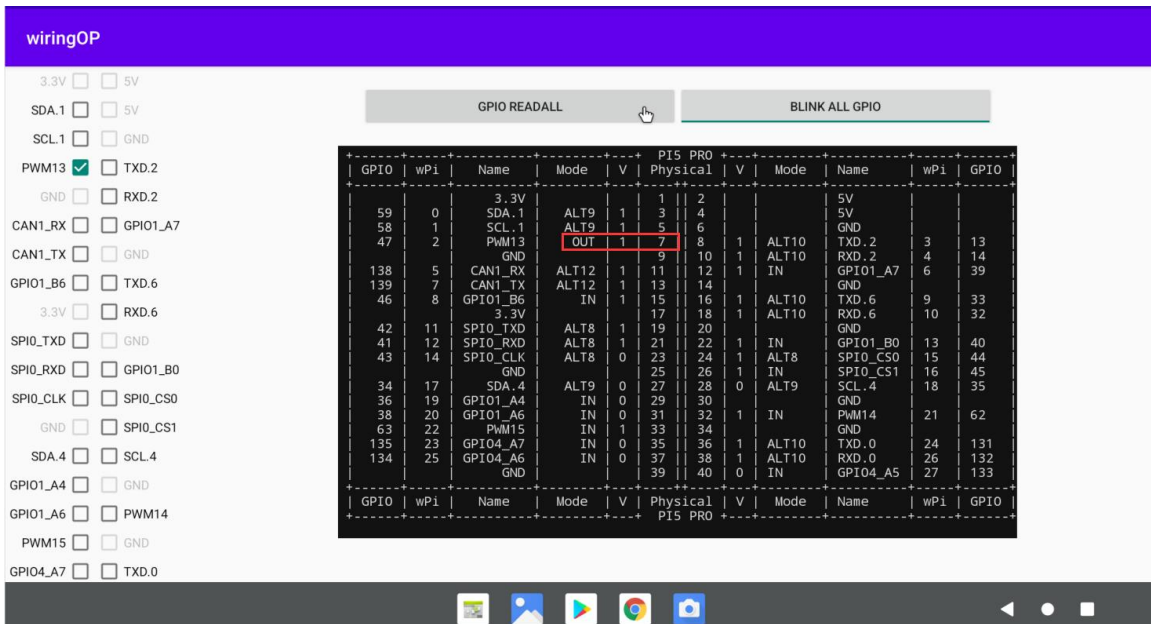 wiringOP
3.3V 5V
SDA.1 5V
SCL.1 GND
PWM13 TXD.2
GND RXD.2
CAN1_RX GPIO1_A7
CAN1_TX GND
GPIO1_B6 TXD.6
3.3V RXD.6
SPI0_TXD GND
SPI0_RXD GPIO1_B0
SPI0_CLK SPI0_CS0
GND SPI0_CS1
SDA.4 SCL.4
GPIO1_A4 GND
GPIO1_A6 PWM14
PWM15 GND
GPIO4_A7 TXD.0
GPIO READALL
BLINK ALL GPIO
+------+-----+----------+--------+---+ PI5 PRO +---+--------+----------+-----+------+
| GPIO | wPi | Name | Mode | V | Physical | V | Mode | Name | wPi | GPIO |
+------+-----+----------+--------+---+----++----+---+--------+----------+-----+------+
| | | 3.3V | | | 1 || 2 | | | 5V | | |
| 59 | 0 | SDA.1 | ALT9 | 1 | 3 || 4 | | | 5V | | |
| 58 | 1 | SCL.1 | ALT9 | 1 | 5 || 6 | | | GND | | |
| 47 | 2 | PWM13 | OUT | 1 | 7 || 8 | 1 | ALT10 | TXD.2 | 3 | 13 |
| | | GND | | | 9 || 10 | 1 | ALT10 | RXD.2 | 4 | 14 |
| 138 | 5 | CAN1_RX | ALT12 | 1 | 11 || 12 | 1 | IN | GPIO1_A7 | 6 | 39 |
| 139 | 7 | CAN1_TX | ALT12 | 1 | 13 || 14 | | | GND | | |
| 46 | 8 | GPIO1_B6 | IN | 1 | 15 || 16 | 1 | ALT10 | TXD.6 | 9 | 33 |
| | | 3.3V | | | 17 || 18 | 1 | ALT10 | RXD.6 | 10 | 32 |
| 42 | 11 | SPI0_TXD | ALT8 | 1 | 19 || 20 | | | GND | | |
| 41 | 12 | SPI0_RXD | ALT8 | 1 | 21 || 22 | 1 | IN | GPIO1_B0 | 13 | 40 |
| 43 | 14 | SPI0_CLK | ALT8 | 0 | 23 || 24 | 1 | ALT8 | SPI0_CS0 | 15 | 44 |
| | | GND | | | 25 || 26 | 1 | IN | SPI0_CS1 | 16 | 45 |
| 34 | 17 | SDA.4 | ALT9 | 0 | 27 || 28 | 0 | ALT9 | SCL.4 | 18 | 35 |
| 36 | 19 | GPIO1_A4 | IN | 0 | 29 || 30 | | | GND | | |
| 38 | 20 | GPIO1_A6 | IN | 0 | 31 || 32 | 1 | IN | PWM14 | 21 | 62 |
| 63 | 22 | PWM15 | IN | 1 | 33 || 34 | | | GND | | |
| 135 | 23 | GPIO4_A7 | IN | 0 | 35 || 36 | 1 | ALT10 | TXD.0 | 24 | 131 |
| 134 | 25 | GPIO4_A6 | IN | 0 | 37 || 38 | 1 | ALT10 | RXD.0 | 26 | 132 |
| | | GND | | | 39 || 40 | 0 | IN | GPIO4_A5 | 27 | 133 |
+------+-----+----------+--------+---+----++----+---+--------+----------+-----+------+
| GPIO | wPi | Name | Mode | V | Physical | V | Mode | Name | wPi | GPIO |
+------+-----+----------+--------+---+ PI5 PRO +---+--------+----------+-----+------+